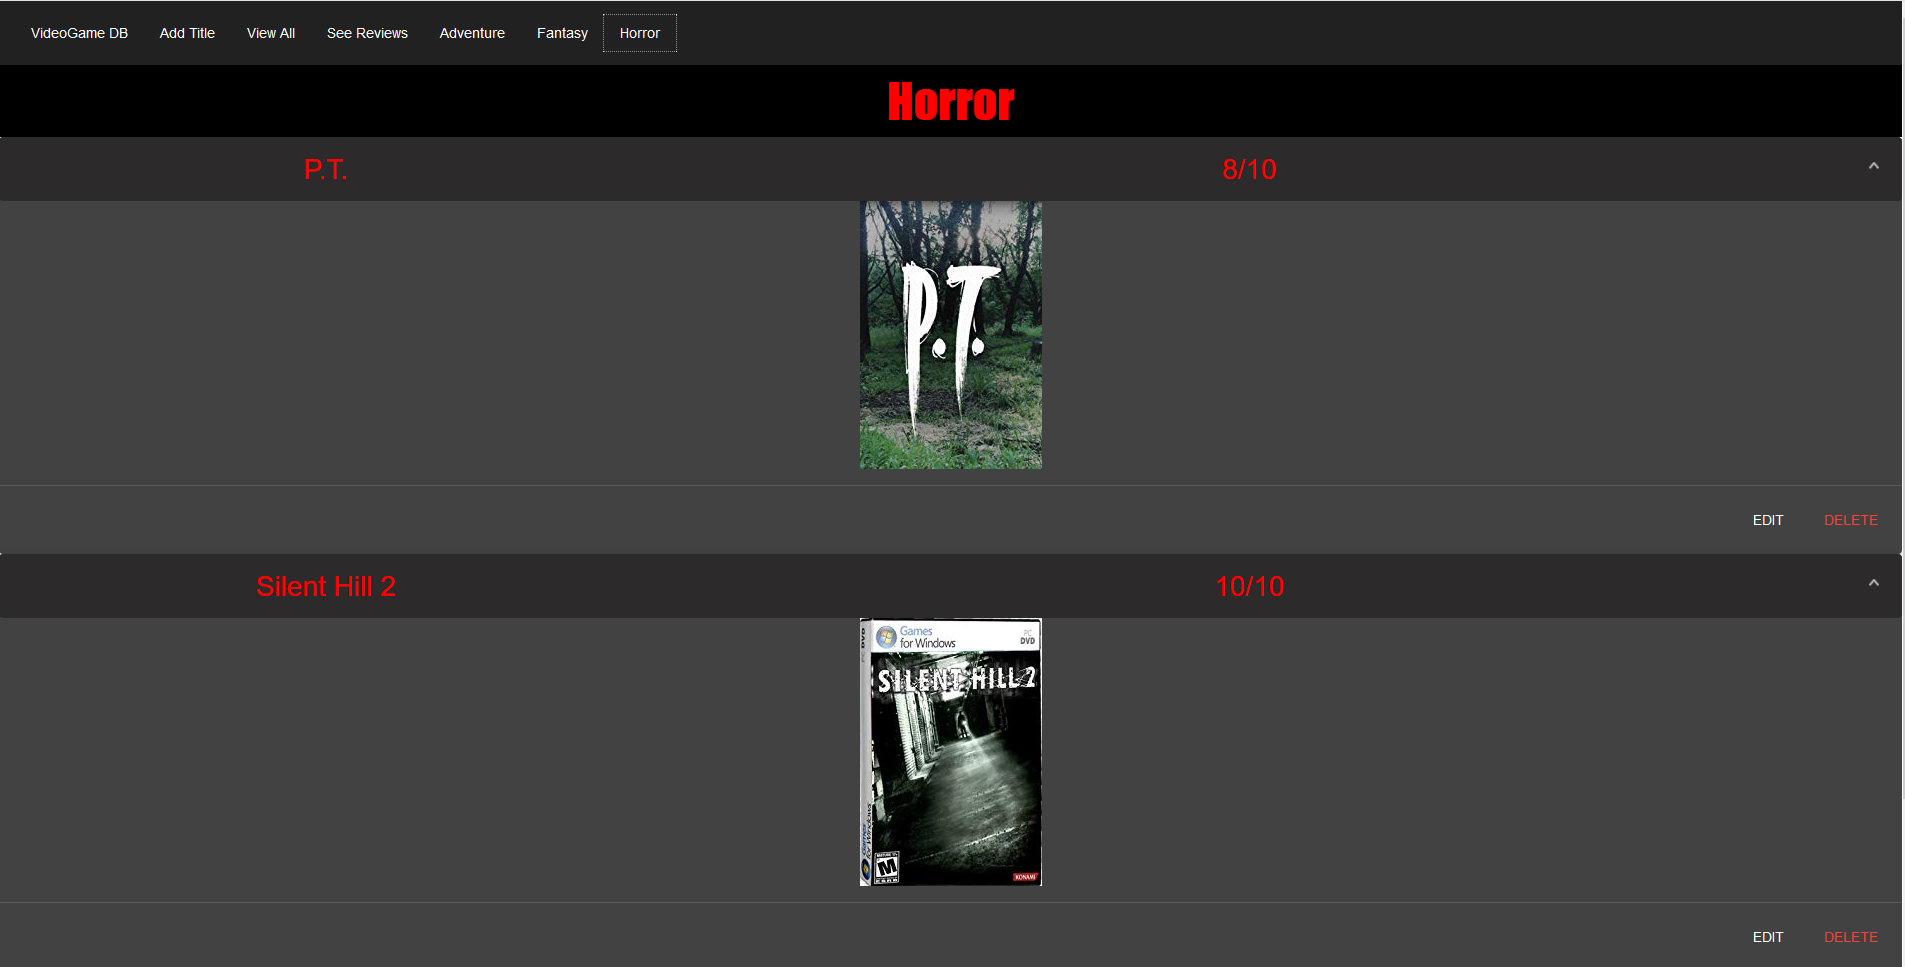 VideoGame DB Add Title View All See Reviews Adventure Fantasy Horror
Horror
P.T. 8/10
P.T.
EDIT DELETE
Silent Hill 2 10/10
Games
for Windows
PC
DVD
SILENT HILL 2
M
KONAMI
EDIT DELETE